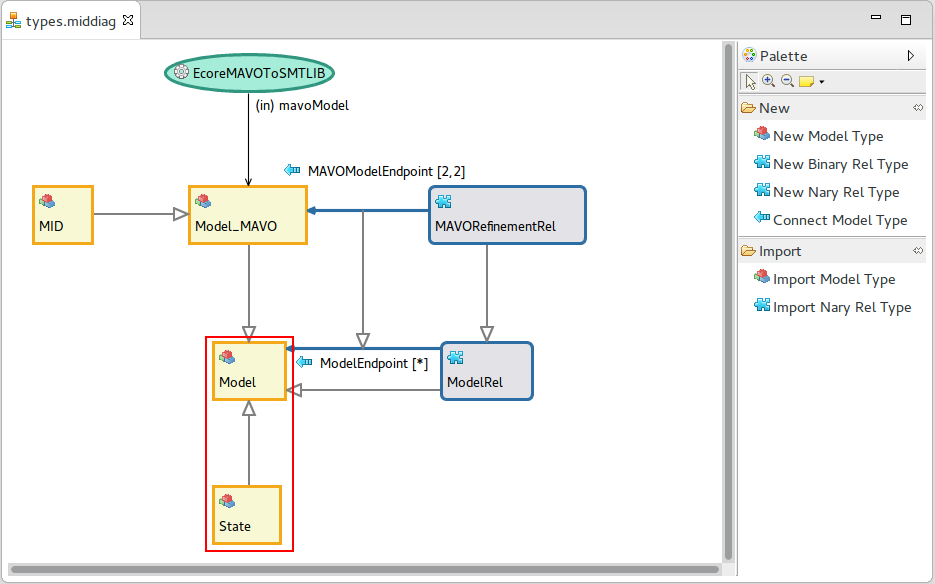 types.middiag
Palette
EcoreMAVOToSMTLIB
(in) mavoModel
New
New Model Type
New Binary Rel Type
New Nary Rel Type
Connect Model Type
MAVOModelEndpoint [2,2]
MID
Model_MAVO
MAVORefinementRel
Import
Import Model Type
Import Nary Rel Type
ModelEndpoint [*]
Model
ModelRel
State